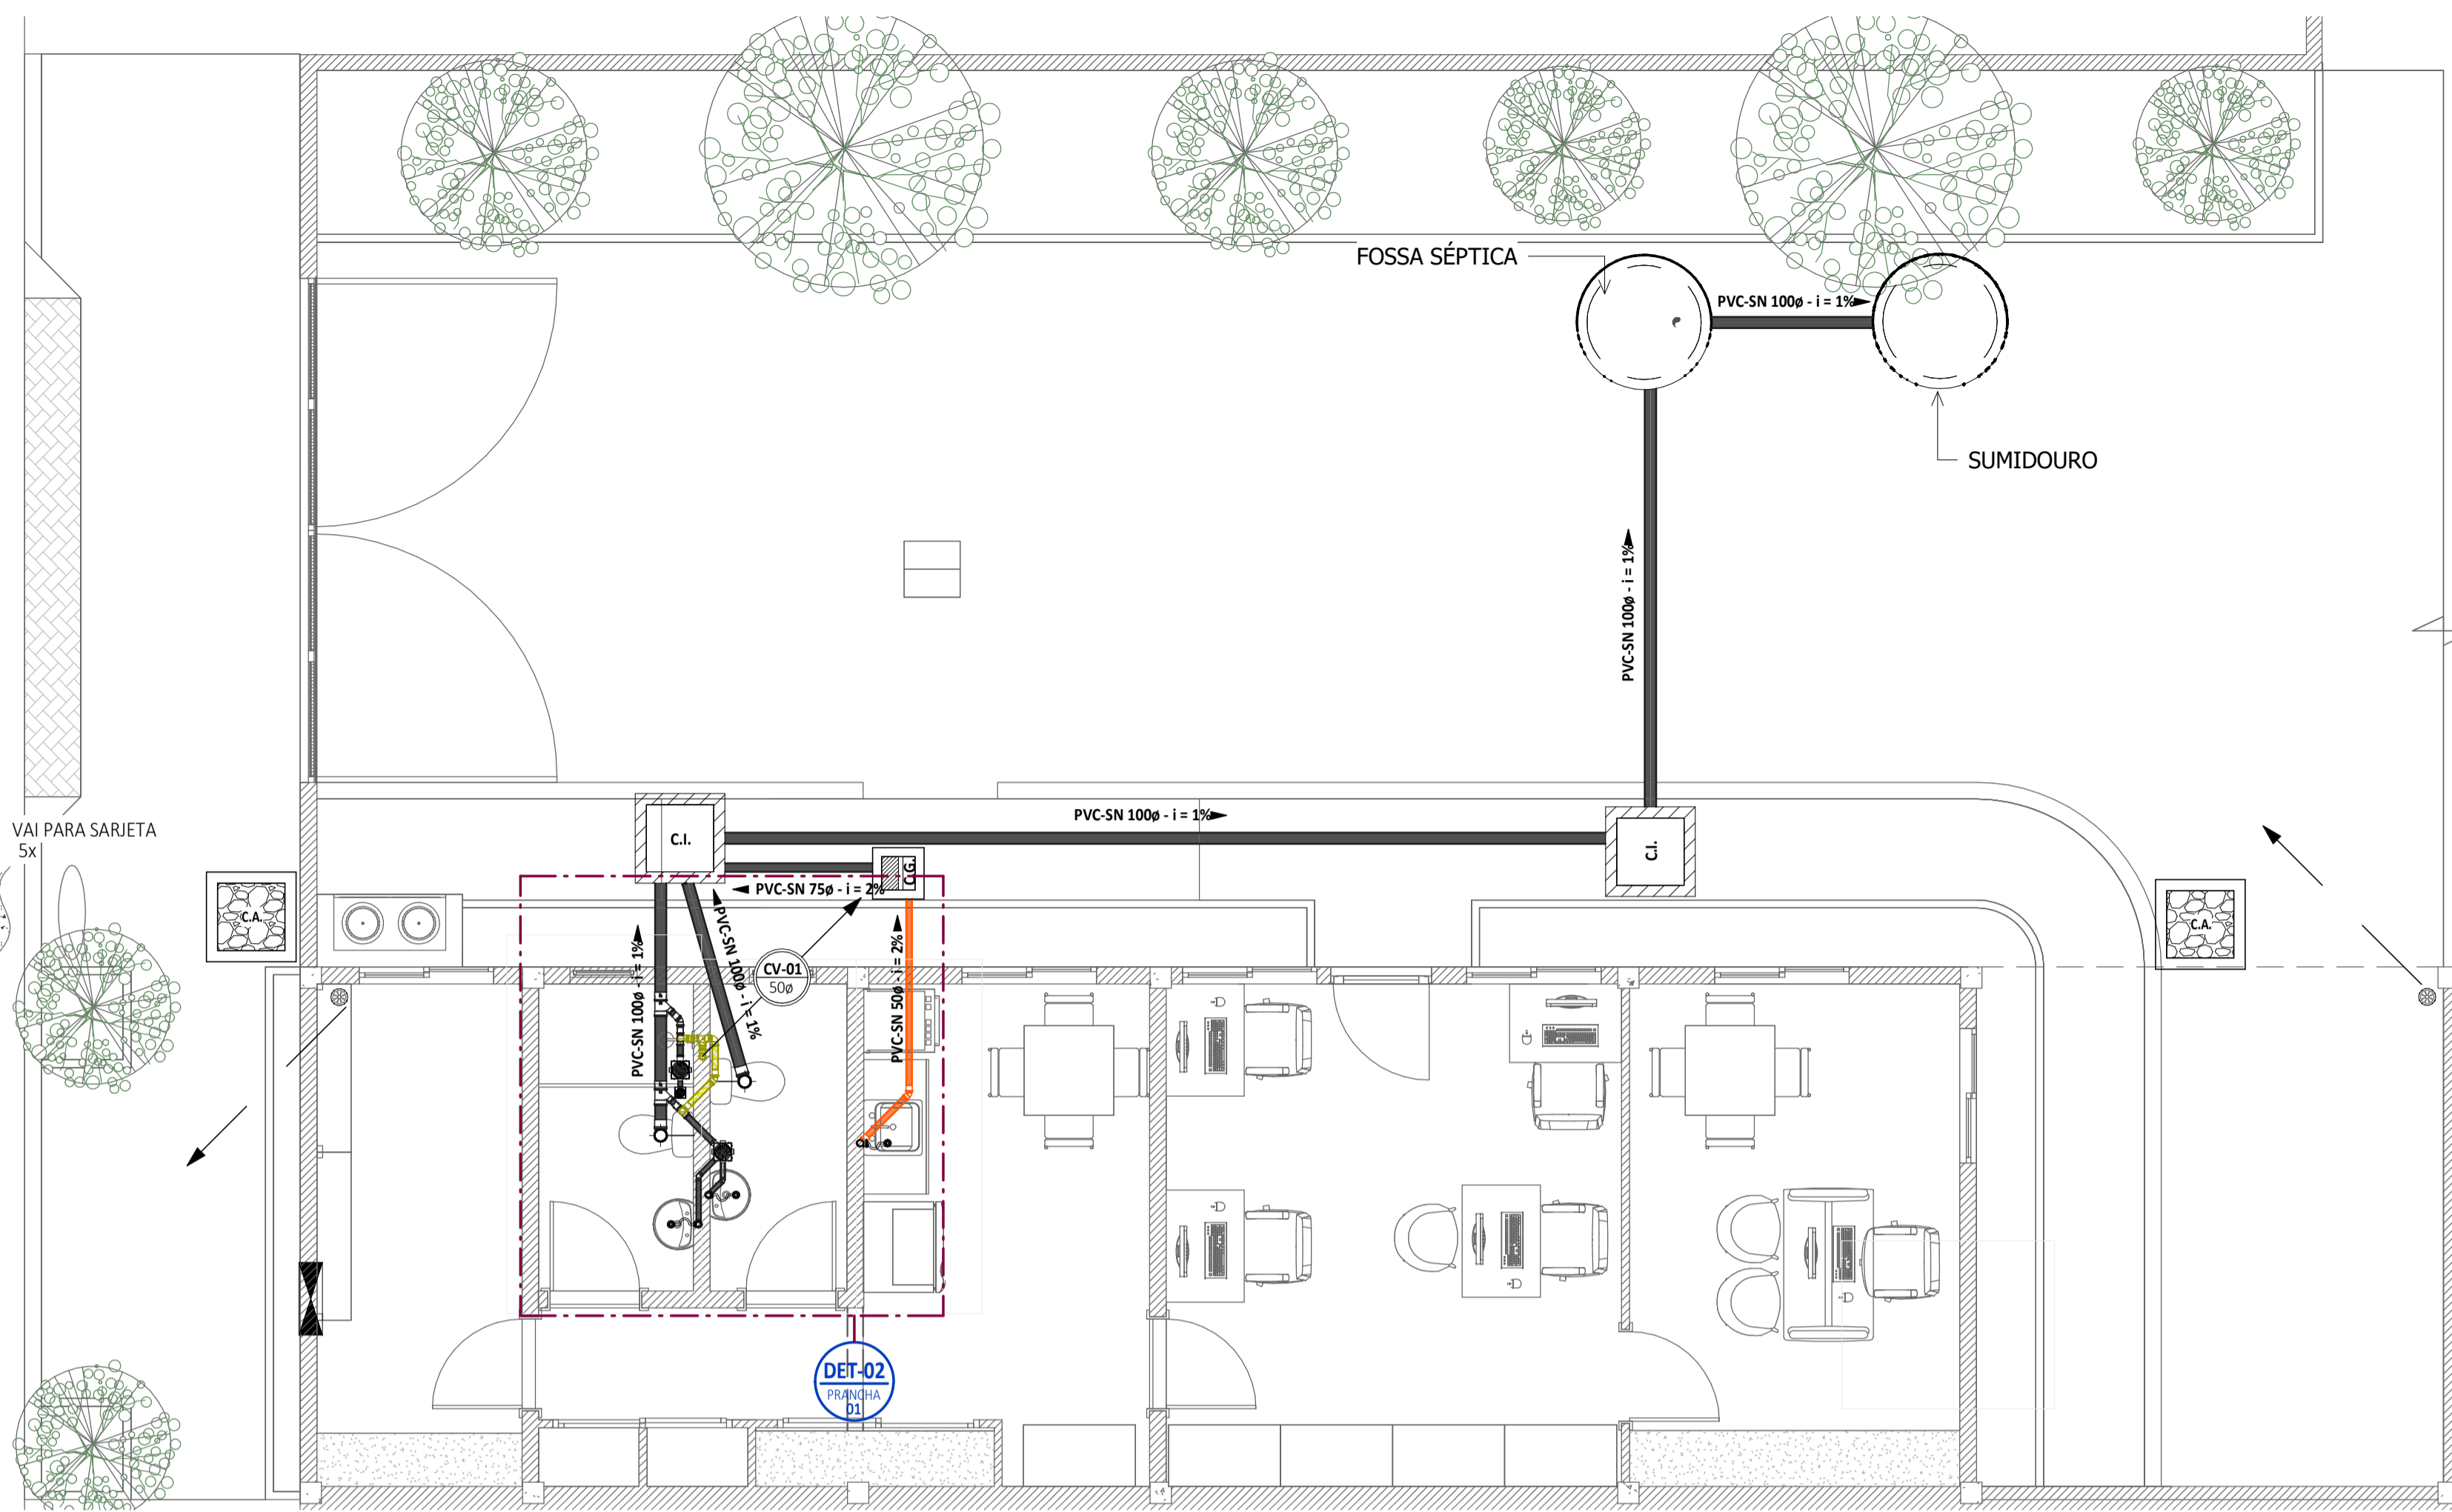 FOSSA SÉPTICA
PVC-SN 100ø - i = 1%
SUMIDOURO
PVC-SN 100ø - i = 1%
PVC-SN 100ø - i = 1%
VAI PARA SARJETA
5x
C.I.
C.I.
C.G.
PVC-SN 75ø - i = 2%
C.A.
C.A.
PVC-SN 100ø - i = 1%
PVC-SN 100ø - i = 1%
CV-01
50ø
PVC-SN 50ø - i = 2%
DET-02
PRANCHA
01